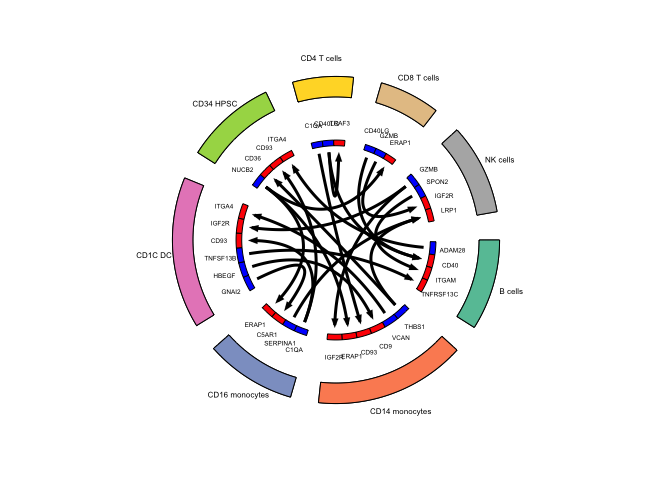 CD4 T cells
CD8 T cells
CD34 HPSC
C1QA
TRAF3
CD40LG
GZMB
ERAP1
ITGA4
CD93
CD36
NUCB2
NK cells
GZMB
SPON2
IGF2R
LRP1
ITGA4
IGF2R
CD93
TNFSF13B
HBEGF
GNAI2
CD1C DC
ADAM28
CD40
ITGAM
TNFRSF13C
B cells
ERAP1
C5AR1
SERPINA1
C1QA
THBS1
VCAN
CD9
CD93
ERAP1
IGF2R
CD16 monocytes
CD14 monocytes